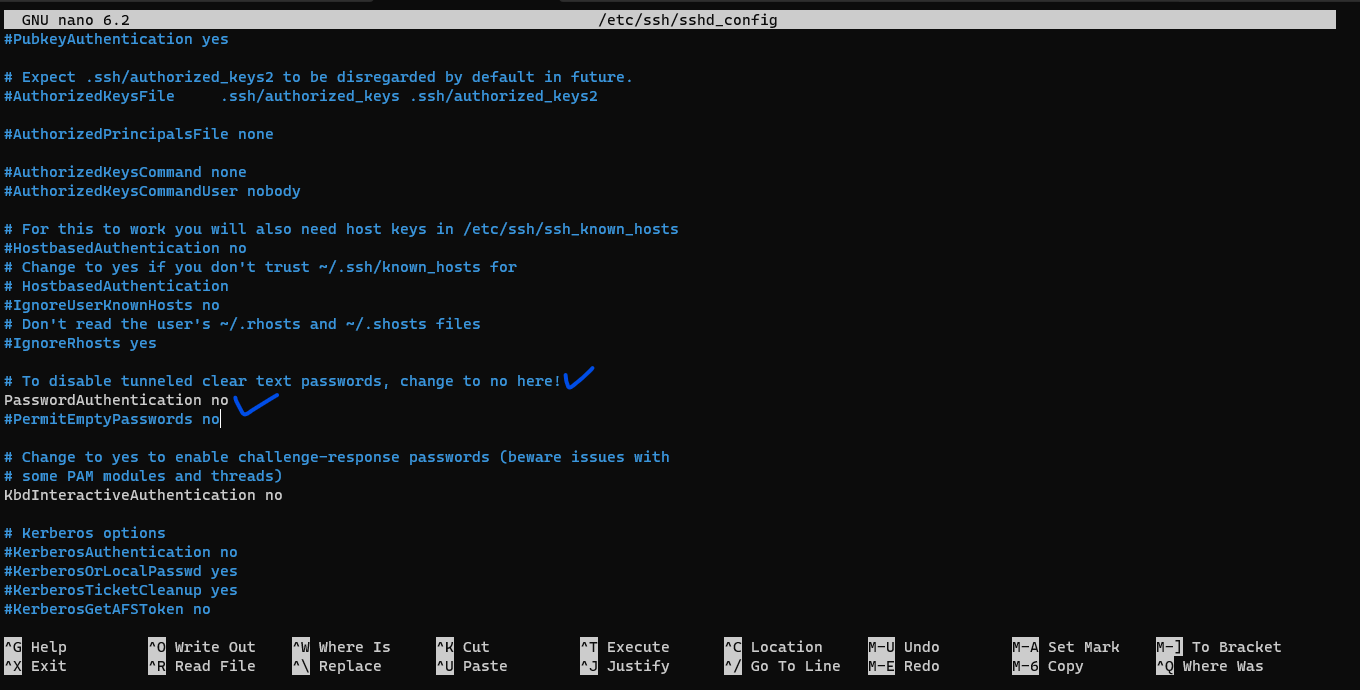 GNU nano 6.2 /etc/ssh/sshd_config
#PubkeyAuthentication yes
# Expect .ssh/authorized_keys2 to be disregarded by default in future.
#AuthorizedKeysFile .ssh/authorized_keys .ssh/authorized_keys2
#AuthorizedPrincipalsFile none
#AuthorizedKeysCommand none
#AuthorizedKeysCommandUser nobody
# For this to work you will also need host keys in /etc/ssh/ssh_known_hosts
#HostbasedAuthentication no
# Change to yes if you don't trust ~/.ssh/known_hosts for
# HostbasedAuthentication
#IgnoreUserKnownHosts no
# Don't read the user's ~/.rhosts and ~/.shosts files
#IgnoreRhosts yes
# To disable tunneled clear text passwords, change to no here!
PasswordAuthentication no
#PermitEmptyPasswords no
# Change to yes to enable challenge-response passwords (beware issues with
# some PAM modules and threads)
KbdInteractiveAuthentication no
# Kerberos options
#KerberosAuthentication no
#KerberosOrLocalPasswd yes
#KerberosTicketCleanup yes
#KerberosGetAFSToken no
^G Help ^O Write Out ^W Where Is ^K Cut ^T Execute ^C Location M-U Undo M-A Set Mark M-] To Bracket
^X Exit ^R Read File ^\ Replace ^U Paste ^J Justify ^/ Go To Line M-E Redo M-6 Copy ^Q Where Was